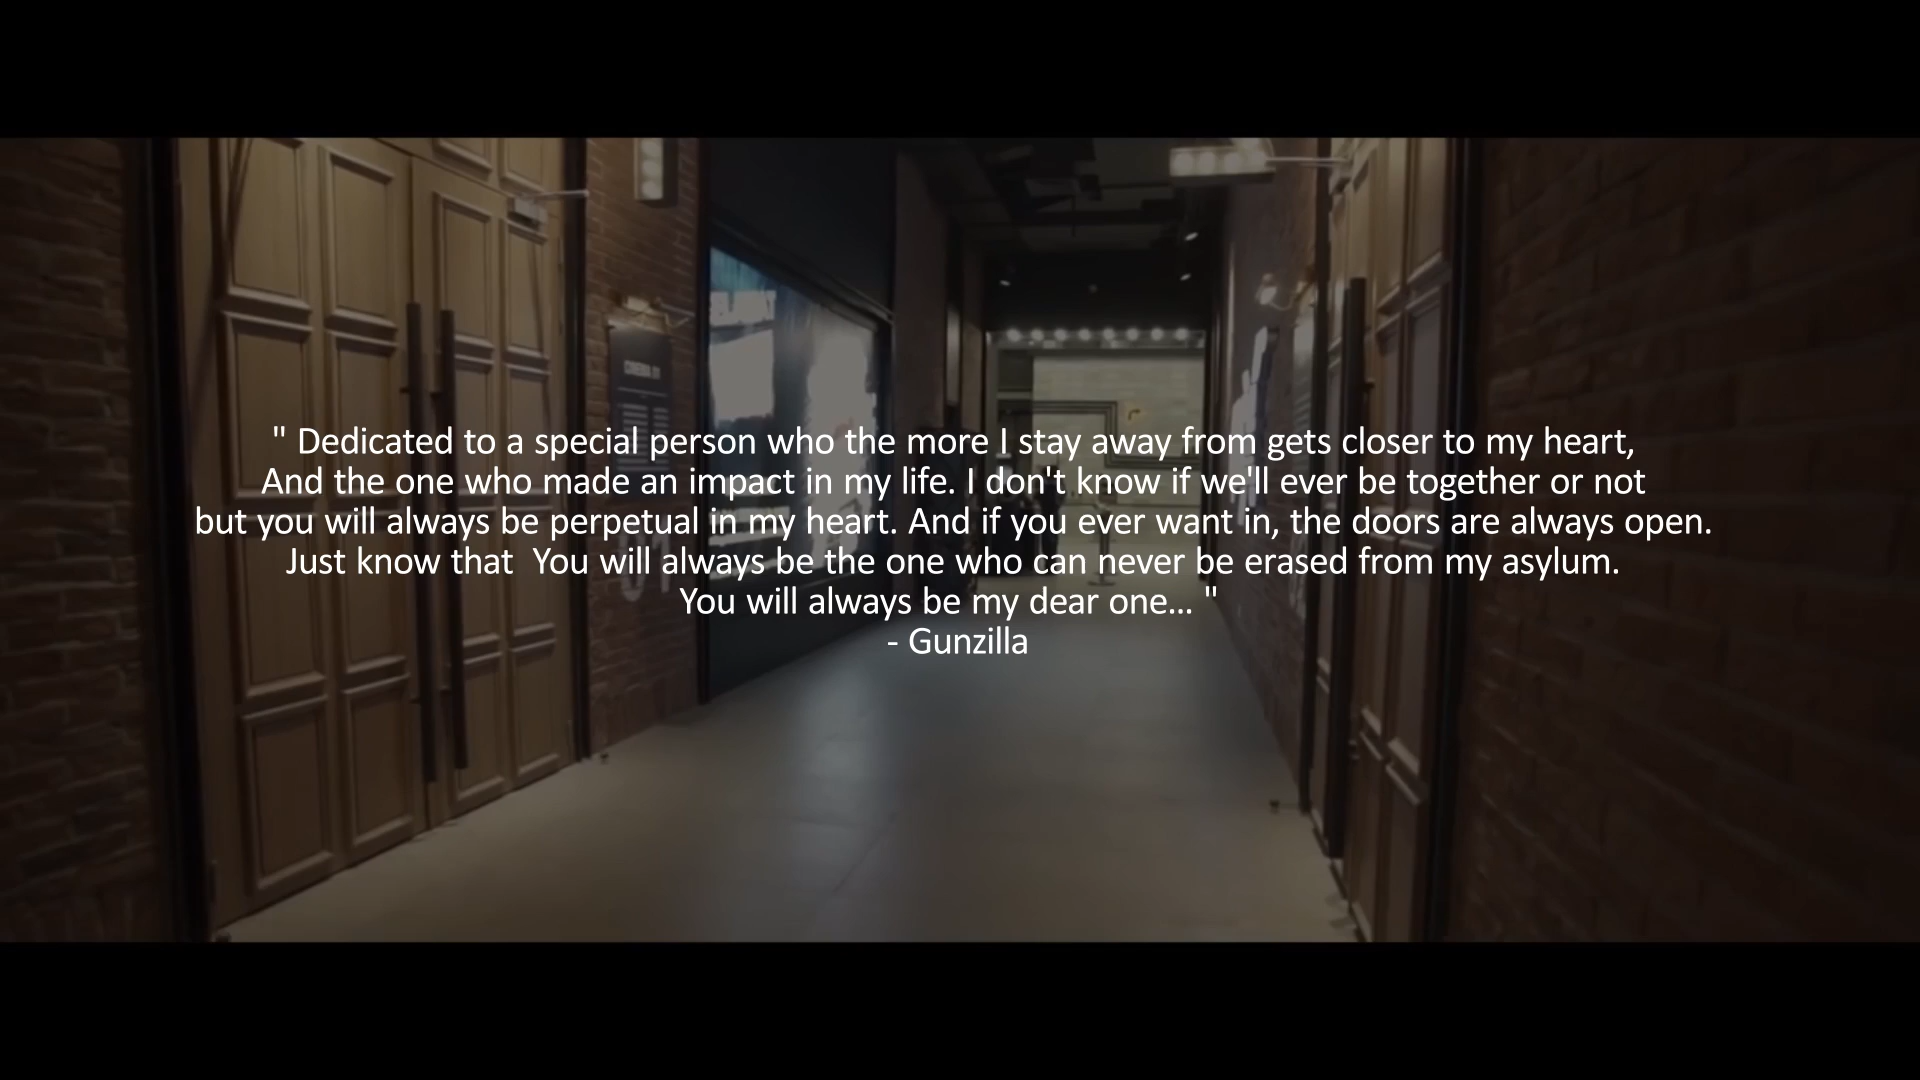 CINEMA 01
" Dedicated to a special person who the more I stay away from gets closer to my heart,
And the one who made an impact in my life. I don't know if we'll ever be together or not
but you will always be perpetual in my heart. And if you ever want in, the doors are always open.
Just know that  You will always be the one who can never be erased from my asylum.
You will always be my dear one... "
- Gunzilla